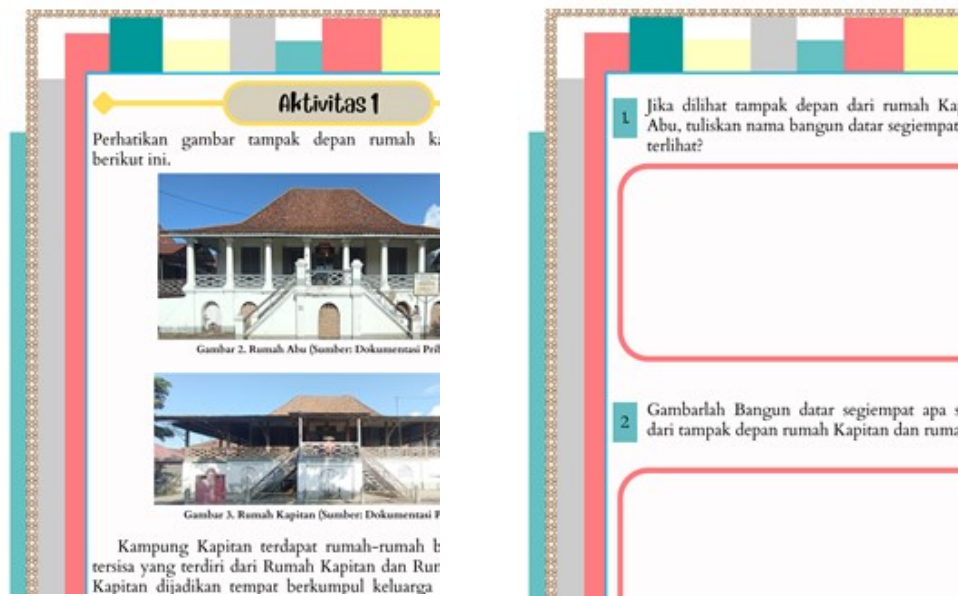 Aktivitas 1
Perhatikan gambar tampak depan rumah
berikut ini.
Gambar 2. Rumah Abu (Sumber: Dokumentasi
Gambar 3. Rumah Kapitan (Sumber: Dokumentasi
Kampung Kapitan terdapat rumah-rumah
tersisa yang terdiri dari Rumah Kapitan dan
Kapitan dijadikan tempat berkumpul keluarga
1.
Jika dilihat tampak depan dari rumah
Abu, tuliskan nama bangun datar segiempat
terlihat?
2
Gambarlah Bangun datar segiempat apa
dari tampak depan rumah Kapitan dan